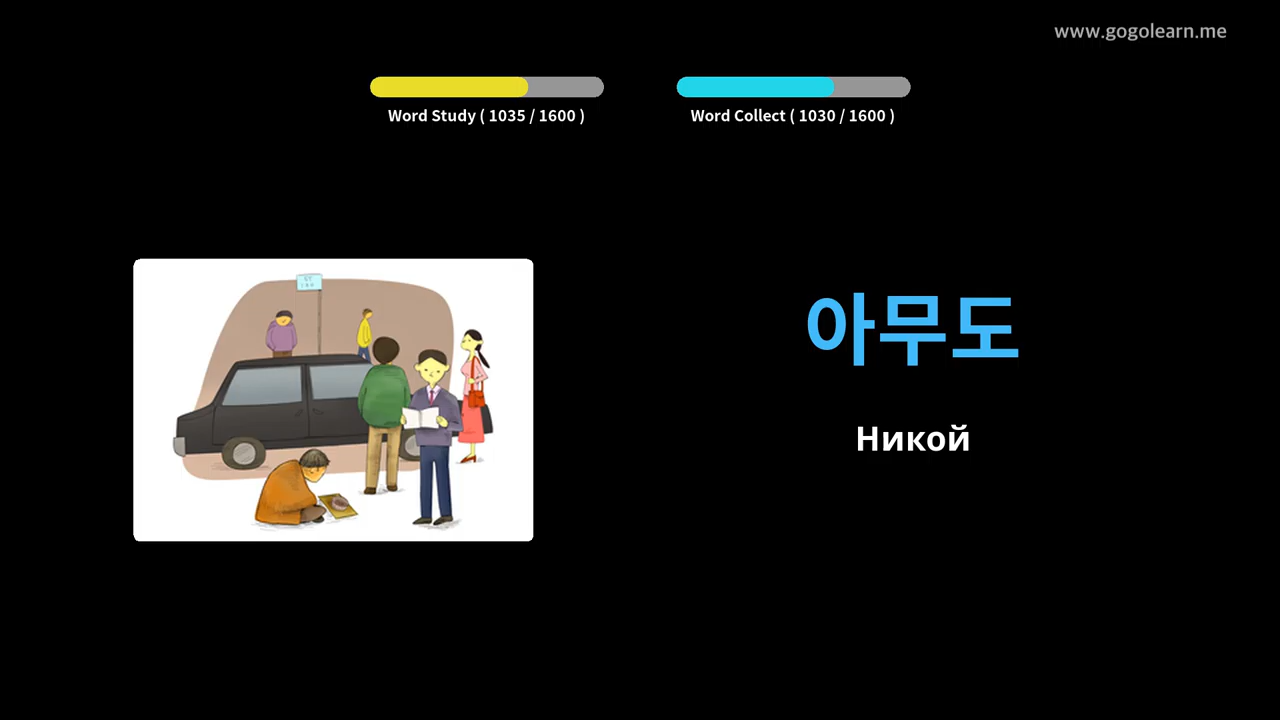 www.gogolearn.me
Word Study ( 1035 / 1600 )
Word Collect ( 1030 / 1600 )
아무도
Никой